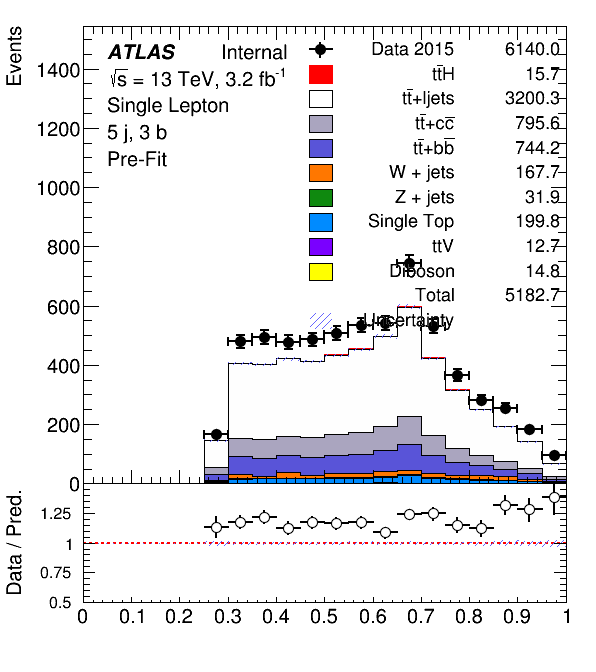 Events
ATLAS Internal
√s = 13 TeV, 3.2 fb⁻¹
Single Lepton
5 j, 3 b
Pre-Fit
Data 2015 6140.0
tt̄H 15.7
tt̄+ljets 3200.3
tt̄+cc̄ 795.6
tt̄+bb̄ 744.2
W + jets 167.7
Z + jets 31.9
Single Top 199.8
ttV 12.7
Diboson 14.8
Total 5182.7
Uncertainty
1400
1200
1000
800
600
400
200
0
Data / Pred.
1.25
1
0.75
0.5
0 0.1 0.2 0.3 0.4 0.5 0.6 0.7 0.8 0.9 1